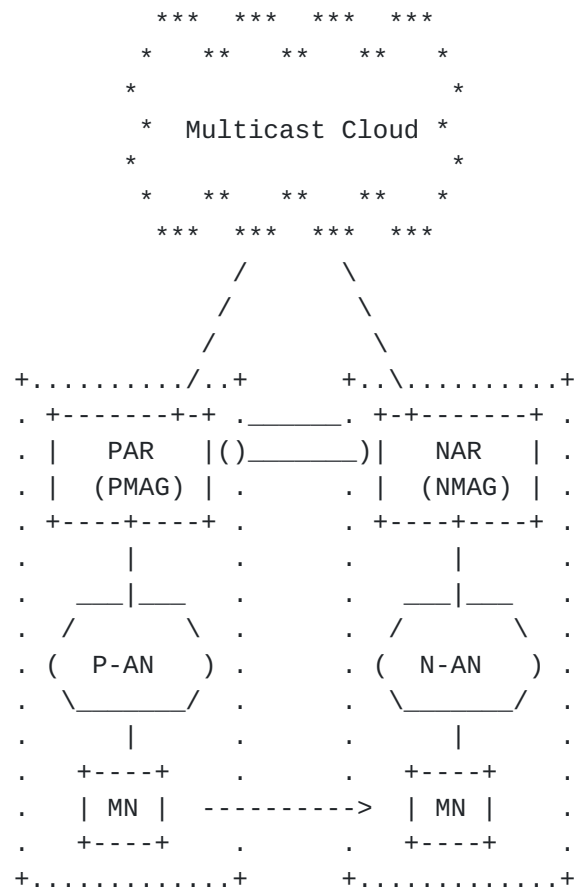 Multicast Cloud
PAR NAR
(PMAG) (NMAG)
P-AN N-AN
MN MN